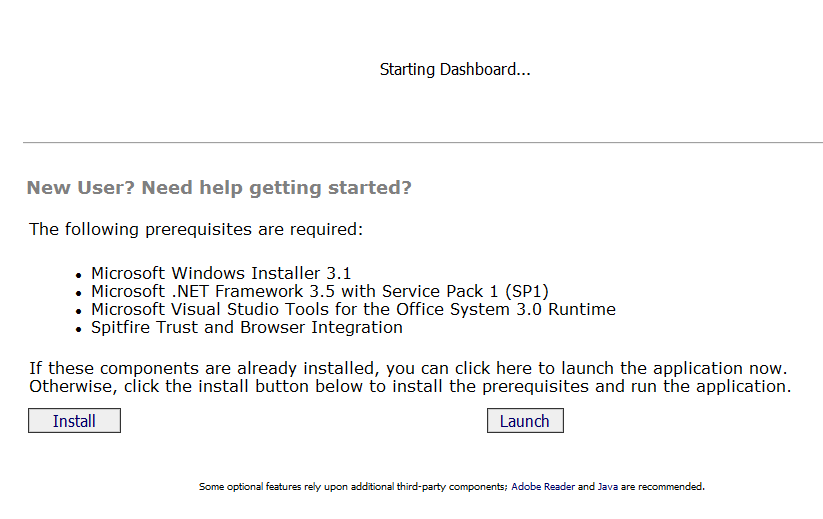 Starting Dashboard...
New User? Need help getting started?
The following prerequisites are required:
• Microsoft Windows Installer 3.1
• Microsoft .NET Framework 3.5 with Service Pack 1 (SP1)
• Microsoft Visual Studio Tools for the Office System 3.0 Runtime
• Spitfire Trust and Browser Integration
If these components are already installed, you can click here to launch the application now.
Otherwise, click the install button below to install the prerequisites and run the application.
Install Launch
Some optional features rely upon additional third-party components; Adobe Reader and Java are recommended.